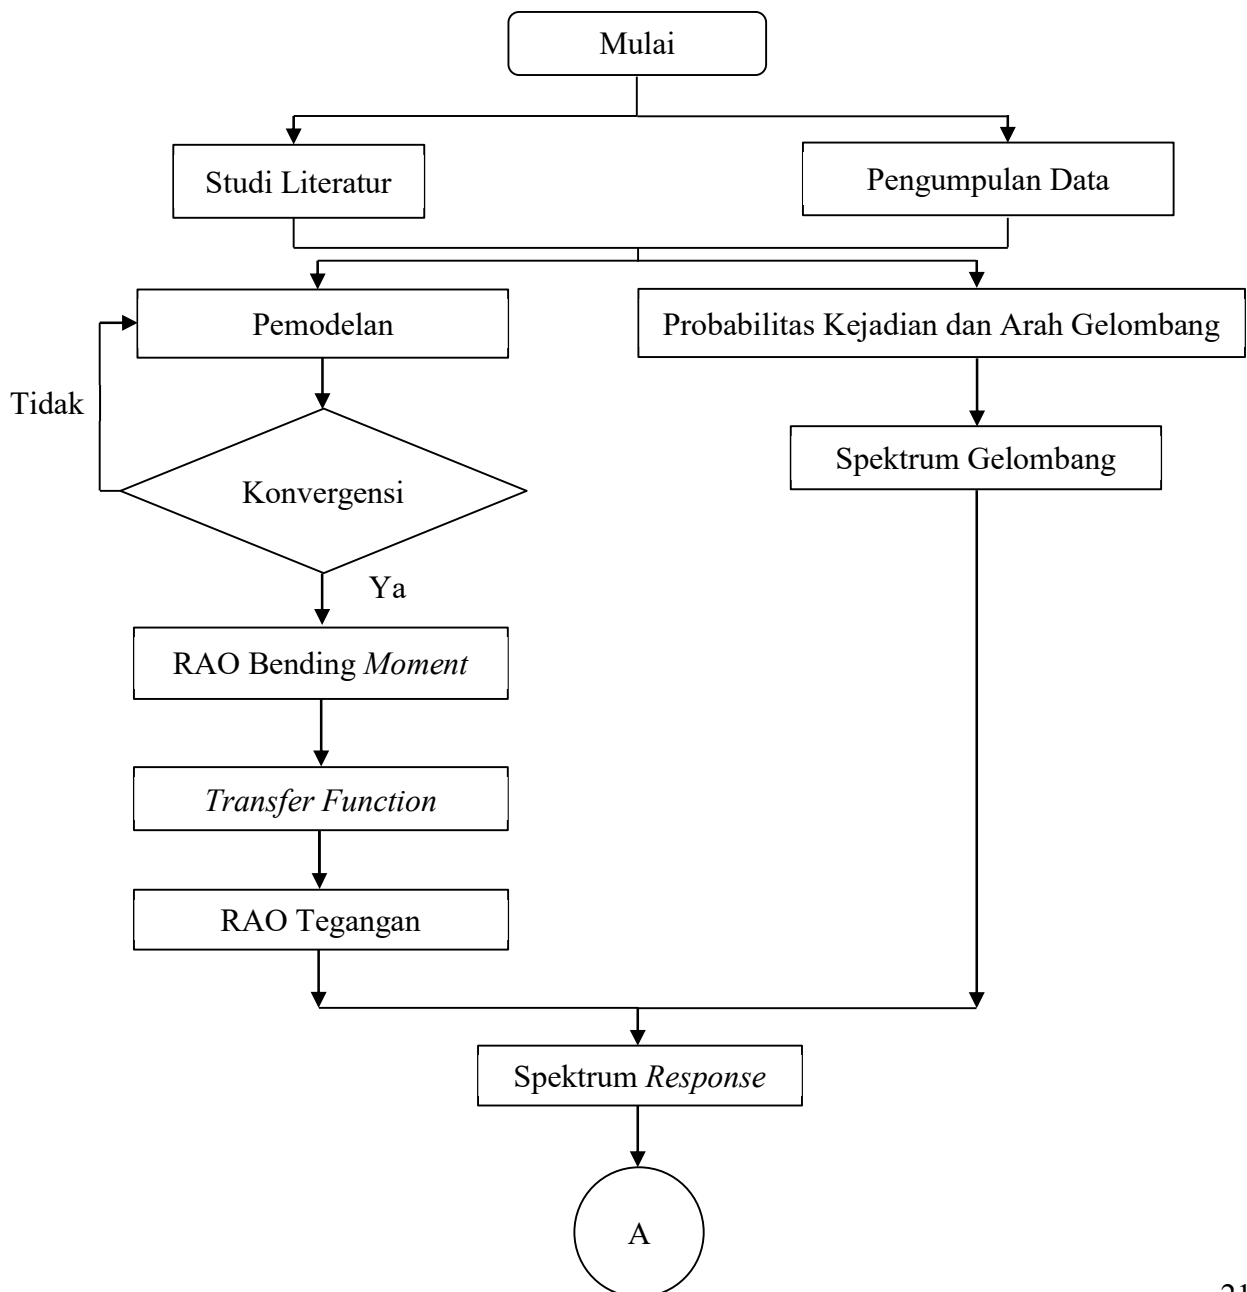 Mulai
Studi Literatur
Pengumpulan Data
Pemodelan
Probabilitas Kejadian dan Arah Gelombang
Tidak
Spektrum Gelombang
Konvergensi
Ya
RAO Bending Moment
Transfer Function
RAO Tegangan
Spektrum Response
A
21